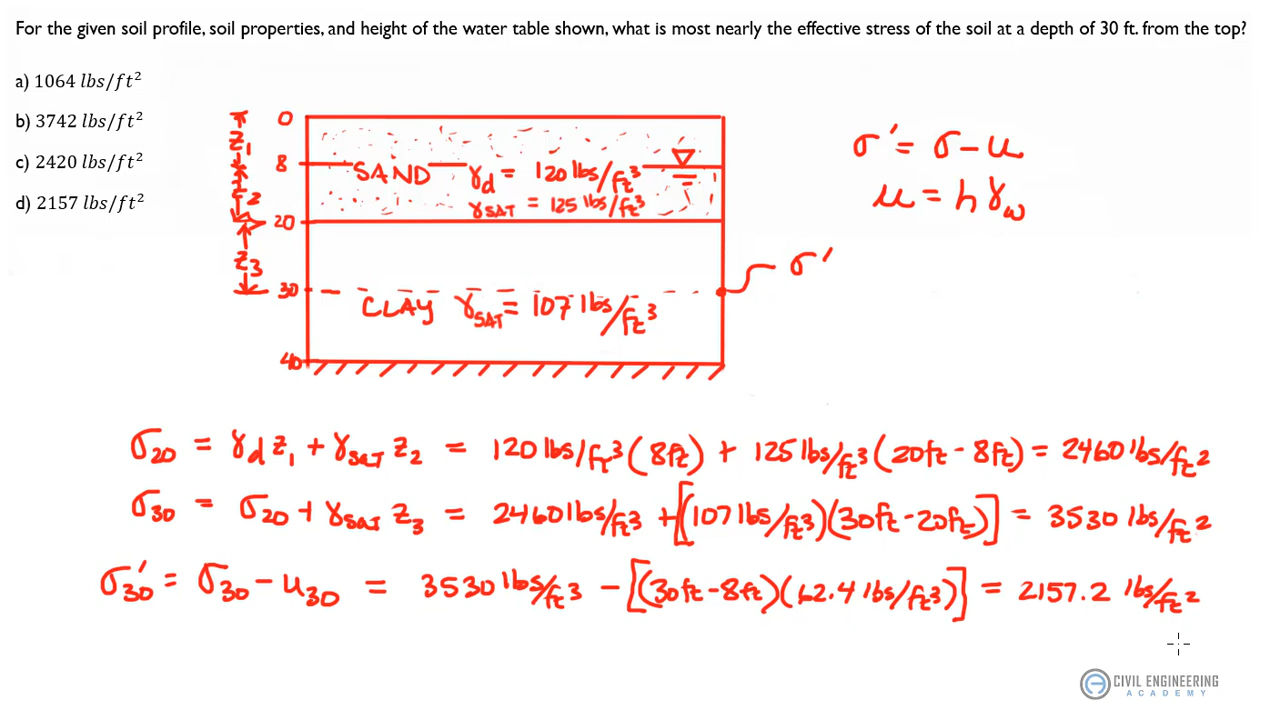 For the given soil profile, soil properties, and height of the water table shown, what is most nearly the effective stress of the soil at a depth of 30 ft. from the top?
a) 1064 lbs/ft²
b) 3742 lbs/ft²
c) 2420 lbs/ft²
d) 2157 lbs/ft²
0
8
20
30
40
Z₁
Z₂
Z₃
SAND γd = 120 lbs/ft³
γSAT = 125 lbs/ft³
CLAY γSAT = 107 lbs/ft³
σ'
σ' = σ - u
u = hγw
σ20 = γd Z₁ + γSAT Z₂ = 120 lbs/ft³ (8ft) + 125 lbs/ft³ (20ft - 8ft) = 2460 lbs/ft²
σ30 = σ20 + γSAT Z₃ = 2460 lbs/ft³ + [(107 lbs/ft³)(30ft - 20ft)] = 3530 lbs/ft²
σ30' = σ30 - u30 = 3530 lbs/ft³ - [(30ft - 8ft)(62.4 lbs/ft³)] = 2157.2 lbs/ft²
CIVIL ENGINEERING
ACADEMY